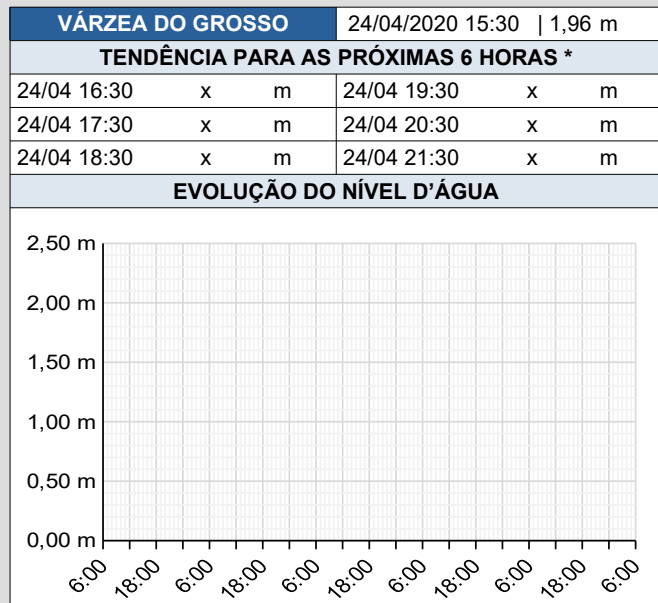 VÁRZEA DO GROSSO 24/04/2020 15:30 | 1,96 m
TENDÊNCIA PARA AS PRÓXIMAS 6 HORAS *
24/04 16:30 x m 24/04 19:30 x m
24/04 17:30 x m 24/04 20:30 x m
24/04 18:30 x m 24/04 21:30 x m
EVOLUÇÃO DO NÍVEL D’ÁGUA
2,50 m
2,00 m
1,50 m
1,00 m
0,50 m
0,00 m
6:00 18:00 6:00 18:00 6:00 18:00 6:00 18:00 6:00 18:00 6:00